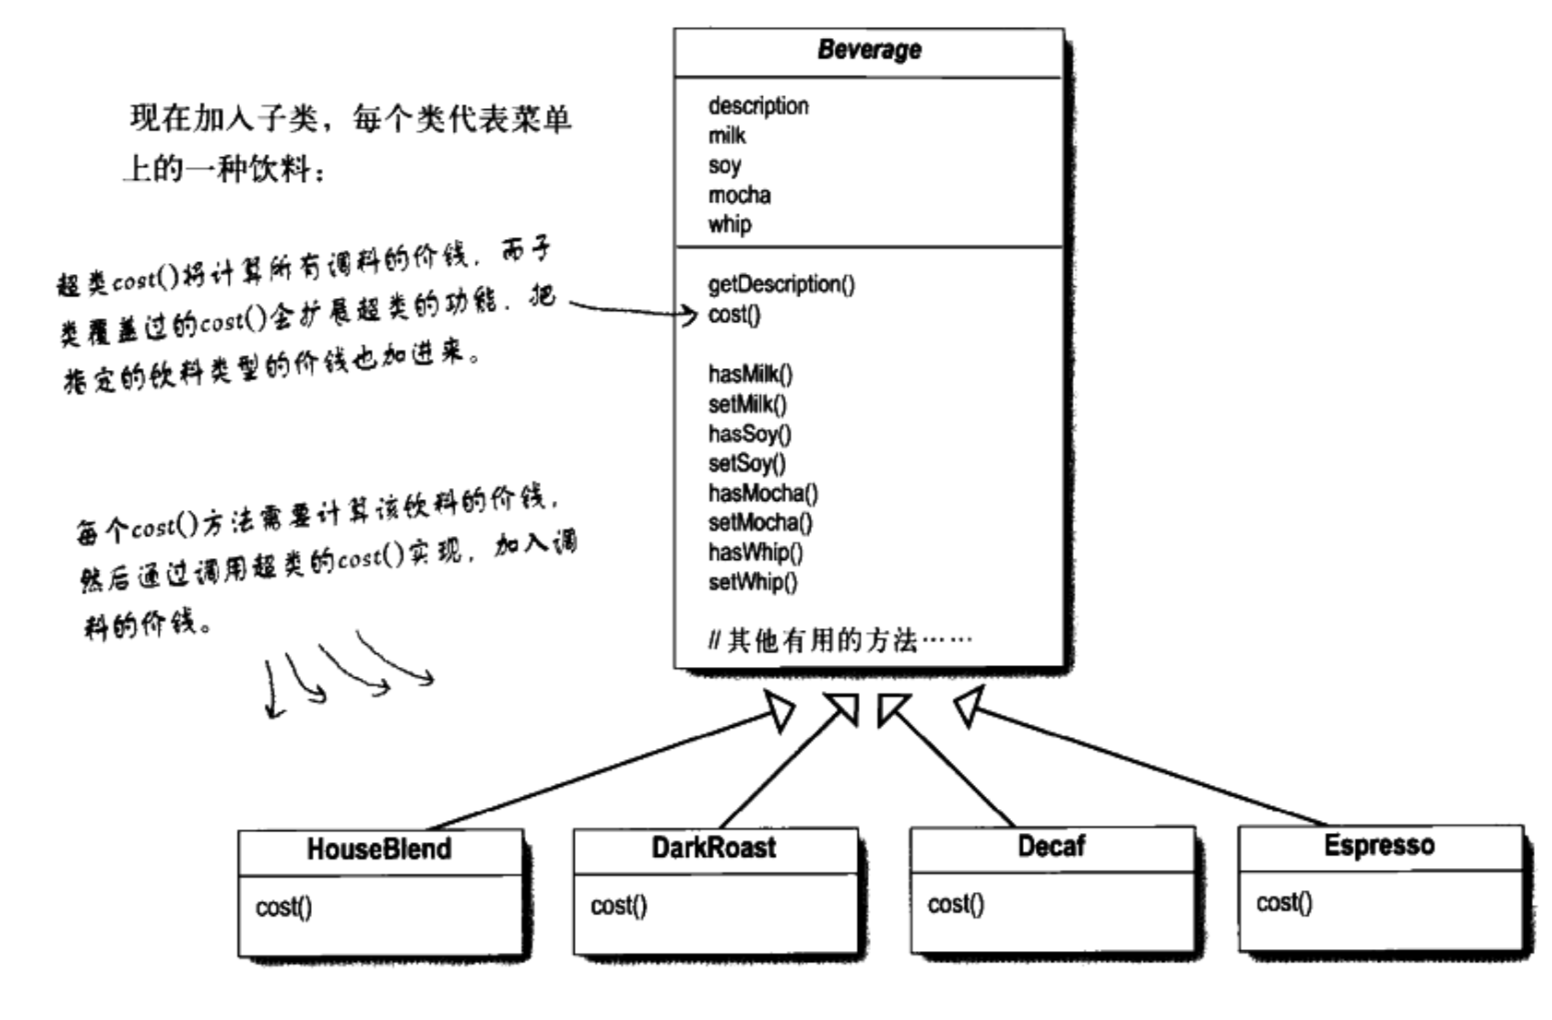 现在加入子类，每个类代表菜单
上的一种饮料：
超类cost()将计算所有调料的价钱，而子
类覆盖过的cost()会扩展超类的功能，把
指定的饮料类型的价钱也加进来。
每个cost()方法需要计算该饮料的价钱，
然后通过调用超类的cost()实现，加入调
料的价钱。
Beverage
description
milk
soy
mocha
whip
getDescription()
cost()
hasMilk()
setMilk()
hasSoy()
setSoy()
hasMocha()
setMocha()
hasWhip()
setWhip()
// 其他有用的方法……
HouseBlend
cost()
DarkRoast
cost()
Decaf
cost()
Espresso
cost()